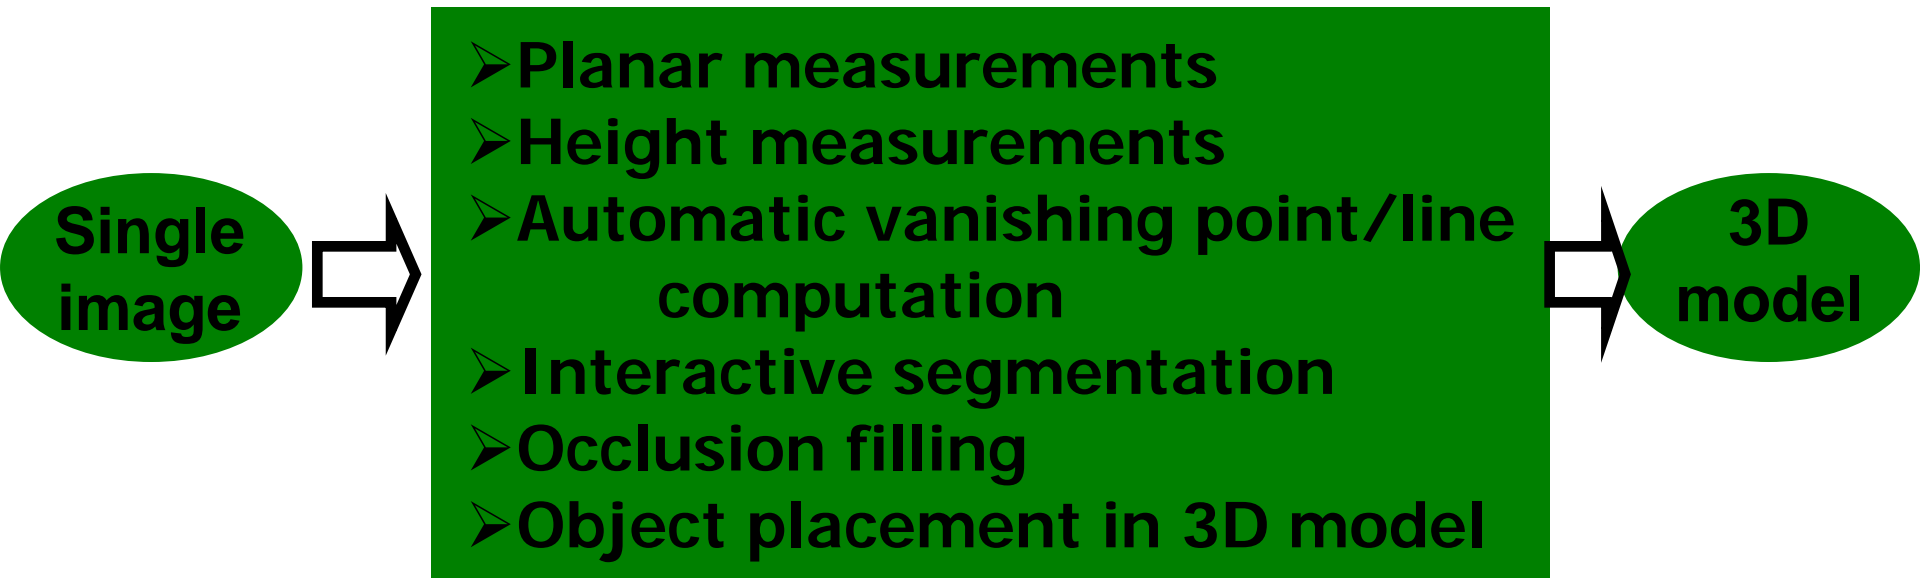 Single
image
➢Planar measurements
➢Height measurements
➢Automatic vanishing point/line
computation
➢Interactive segmentation
➢Occlusion filling
➢Object placement in 3D model
3D
model